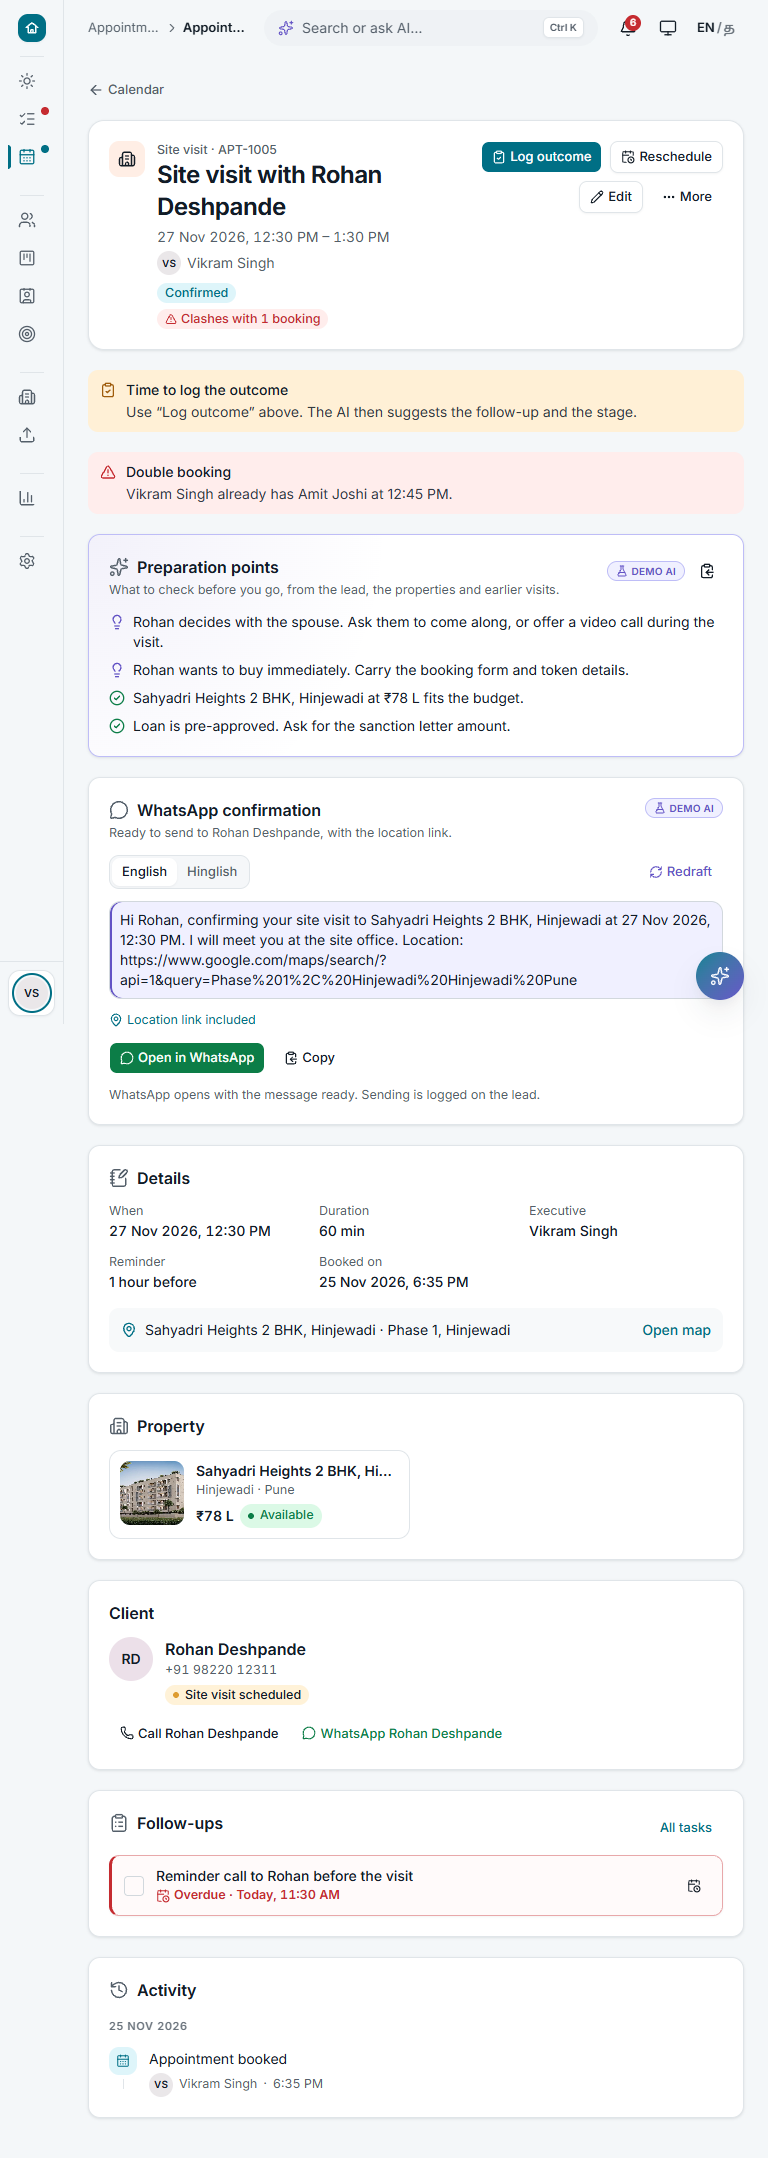 Appointm...
Appoint...
Search or ask AI...
Ctrl K
6
EN / த
Calendar
Site visit · APT-1005
Site visit with Rohan
Deshpande
Log outcome
Reschedule
Edit
More
27 Nov 2026, 12:30 PM – 1:30 PM
VS Vikram Singh
Confirmed
Clashes with 1 booking
Time to log the outcome
Use “Log outcome” above. The AI then suggests the follow-up and the stage.
Double booking
Vikram Singh already has Amit Joshi at 12:45 PM.
Preparation points
DEMO AI
What to check before you go, from the lead, the properties and earlier visits.
Rohan decides with the spouse. Ask them to come along, or offer a video call during the
visit.
Rohan wants to buy immediately. Carry the booking form and token details.
Sahyadri Heights 2 BHK, Hinjewadi at ₹78 L fits the budget.
Loan is pre-approved. Ask for the sanction letter amount.
WhatsApp confirmation
DEMO AI
Ready to send to Rohan Deshpande, with the location link.
English
Hinglish
Redraft
Hi Rohan, confirming your site visit to Sahyadri Heights 2 BHK, Hinjewadi at 27 Nov 2026,
12:30 PM. I will meet you at the site office. Location:
https://www.google.com/maps/search/?
api=1&query=Phase%201%2C%20Hinjewadi%20Hinjewadi%20Pune
VS
Location link included
Open in WhatsApp
Copy
WhatsApp opens with the message ready. Sending is logged on the lead.
Details
When
Duration
Executive
27 Nov 2026, 12:30 PM
60 min
Vikram Singh
Reminder
Booked on
1 hour before
25 Nov 2026, 6:35 PM
Sahyadri Heights 2 BHK, Hinjewadi · Phase 1, Hinjewadi
Open map
Property
Sahyadri Heights 2 BHK, Hi...
Hinjewadi · Pune
₹78 L
Available
Client
RD
Rohan Deshpande
+91 98220 12311
Site visit scheduled
Call Rohan Deshpande
WhatsApp Rohan Deshpande
Follow-ups
All tasks
Reminder call to Rohan before the visit
Overdue · Today, 11:30 AM
Activity
25 NOV 2026
Appointment booked
VS Vikram Singh · 6:35 PM